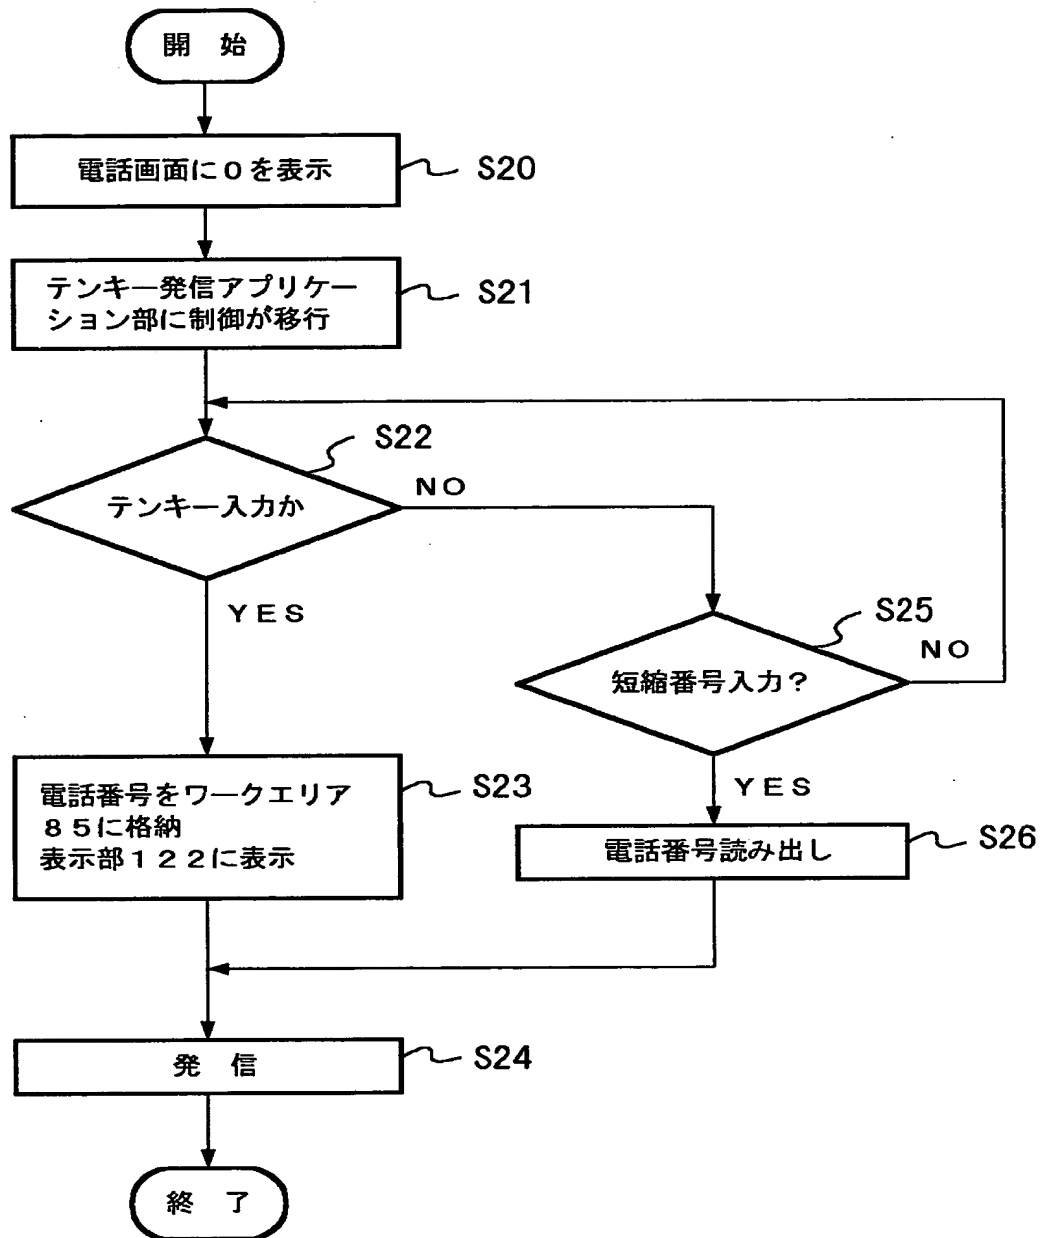 開 始
電話画面に０を表示
S20
テンキー発信アプリケー
ション部に制御が移行
S21
S22
テンキー入力か
NO
YES
S25
短縮番号入力？
NO
YES
電話番号をワークエリア
８５に格納
表示部１２２に表示
S23
電話番号読み出し
S26
発 信
S24
終 了